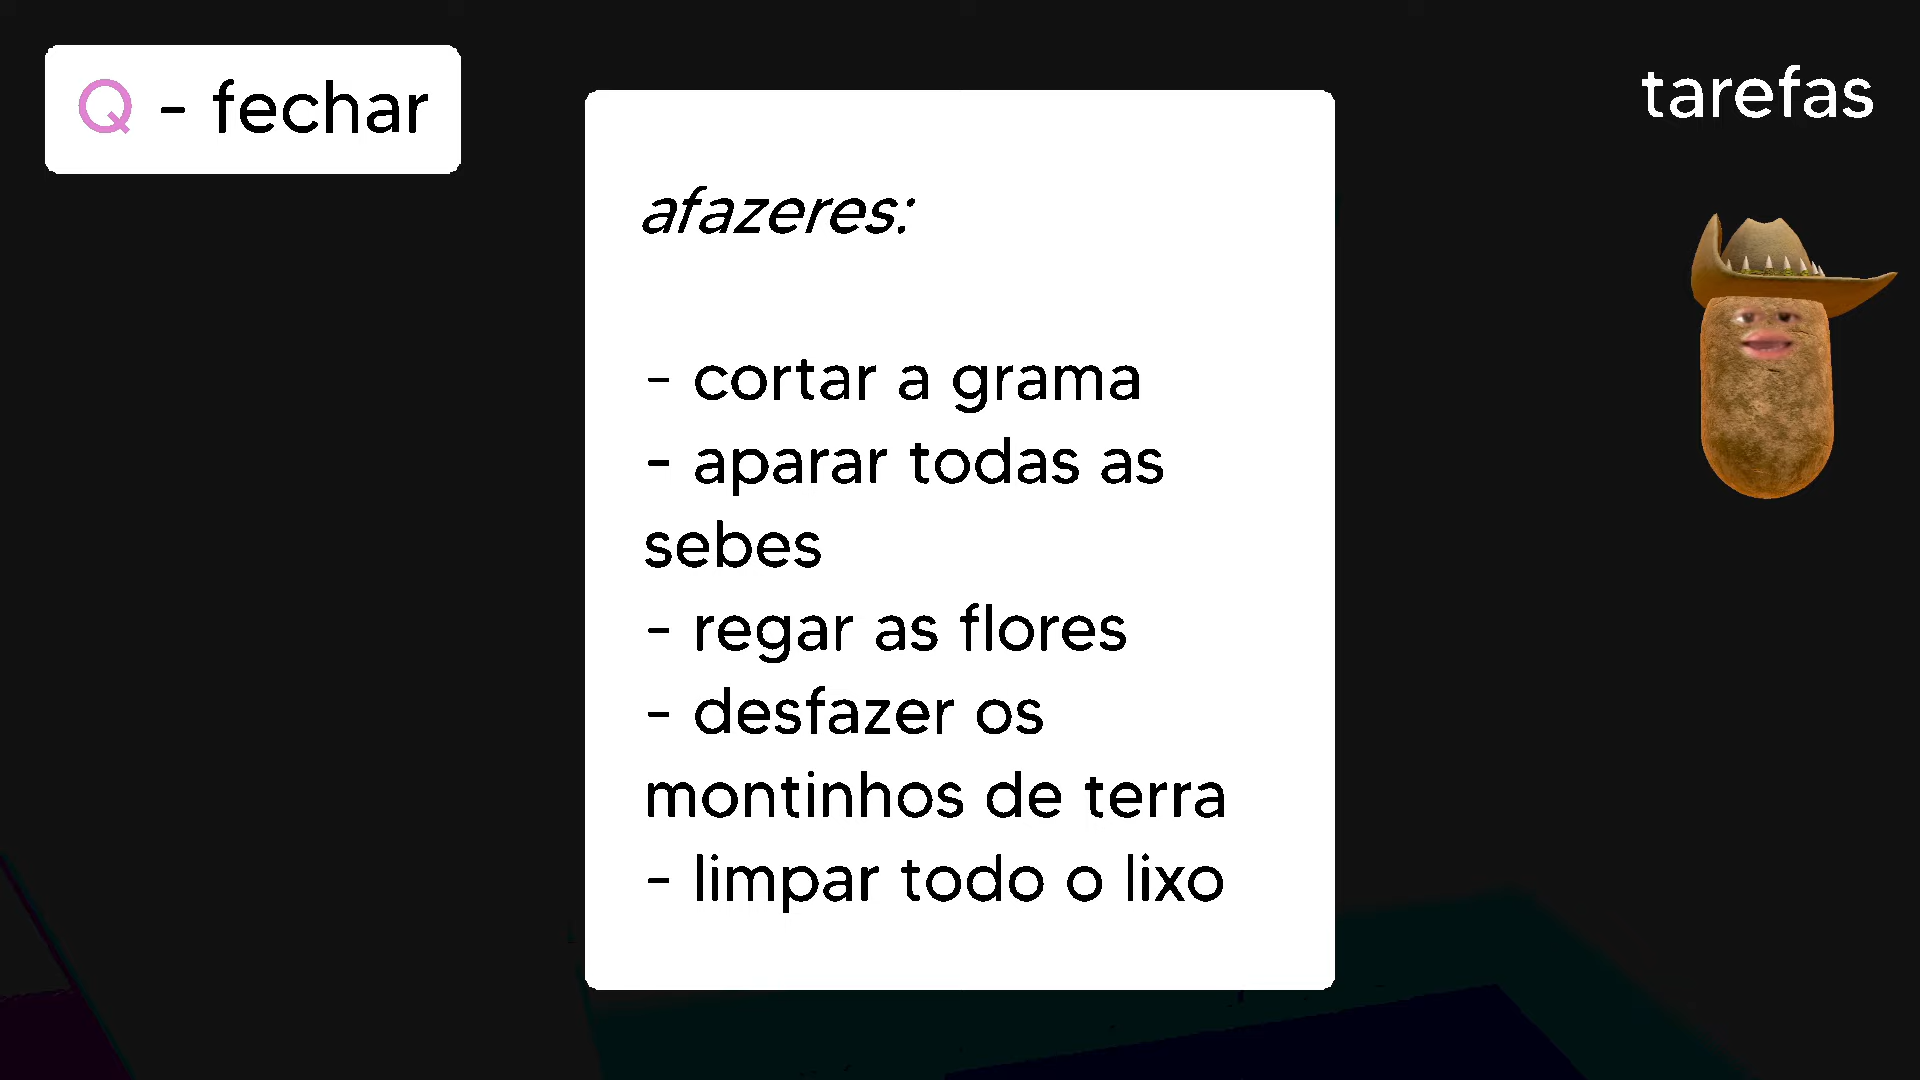 Q - fechar
tarefas
afazeres:
- cortar a grama
- aparar todas as
sebes
- regar as flores
- desfazer os
montinhos de terra
- limpar todo o lixo